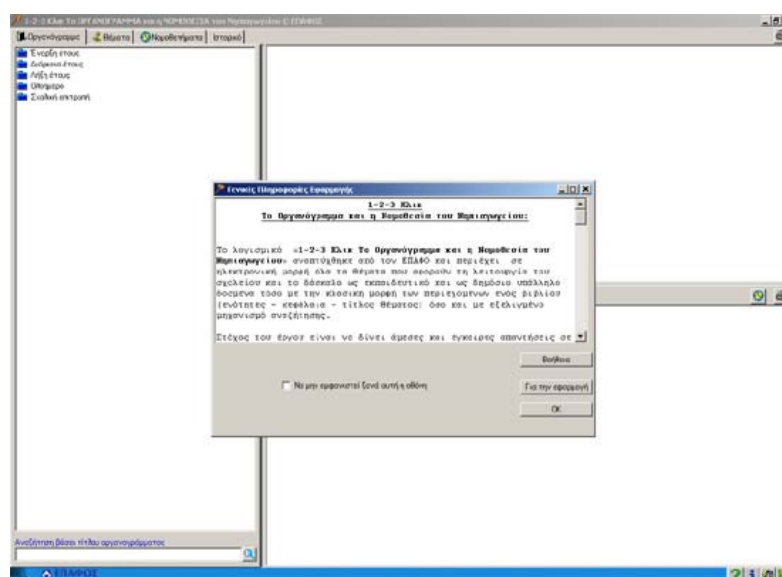 1-2-3 Κλικ Το ΟΡΓΑΝΟΓΡΑΜΜΑ και η ΝΟΜΟΘΕΣΙΑ του Νηπιαγωγείου © ΕΠΑΦΟΣ
Οργανόγραμμα Θέματα Νομοθετήματα Ιστορικό
Έναρξη έτους
Διάρκεια έτους
Λήξη έτους
Ολοήμερο
Σχολική επιτροπή
Γενικές Πληροφορίες Εφαρμογής
1-2-3 Κλικ
Το Οργανόγραμμα και η Νομοθεσία του Νηπιαγωγείου:
Το λογισμικό «1-2-3 Κλικ Το Οργανόγραμμα και η Νομοθεσία του
Νηπιαγωγείου» αναπτύχθηκε από τον ΕΠΑΦΟ και περιέχει σε
ηλεκτρονική μορφή όλα τα θέματα που αφορούν τη λειτουργία του
σχολείου και το δάσκαλο ως εκπαιδευτικό και ως δημόσιο υπάλληλο
δοσμένα τόσο με την κλασική μορφή των περιεχομένων ενός βιβλίου
(ενότητες - κεφάλαια - τίτλος θέματος) όσο και με εξελιγμένο
μηχανισμό αναζήτησης.
Στόχος του έργου είναι να δίνει άμεσες και έγκαιρες απαντήσεις σε
Βοήθεια
Να μην εμφανιστεί ξανά αυτή η οθόνη
Για την εφαρμογή
OK
Αναζήτηση βάσει τίτλου οργανογράμματος
ΕΠΑΦΟΣ